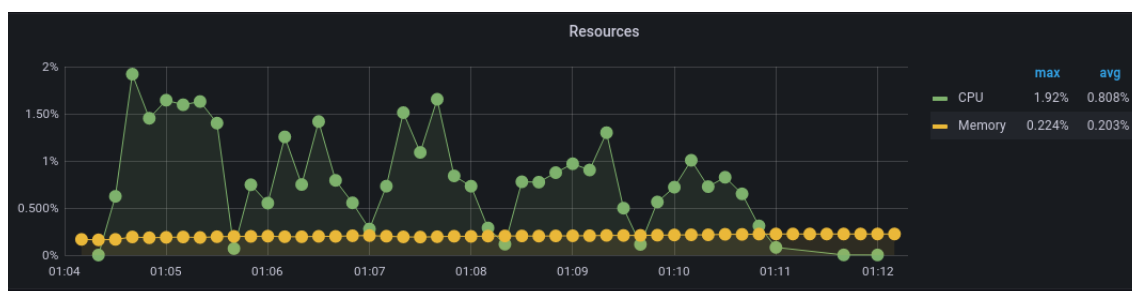 Resources
max avg
CPU 1.92% 0.808%
Memory 0.224% 0.203%
2%
1.50%
1%
0.500%
0%
01:04 01:05 01:06 01:07 01:08 01:09 01:10 01:11 01:12